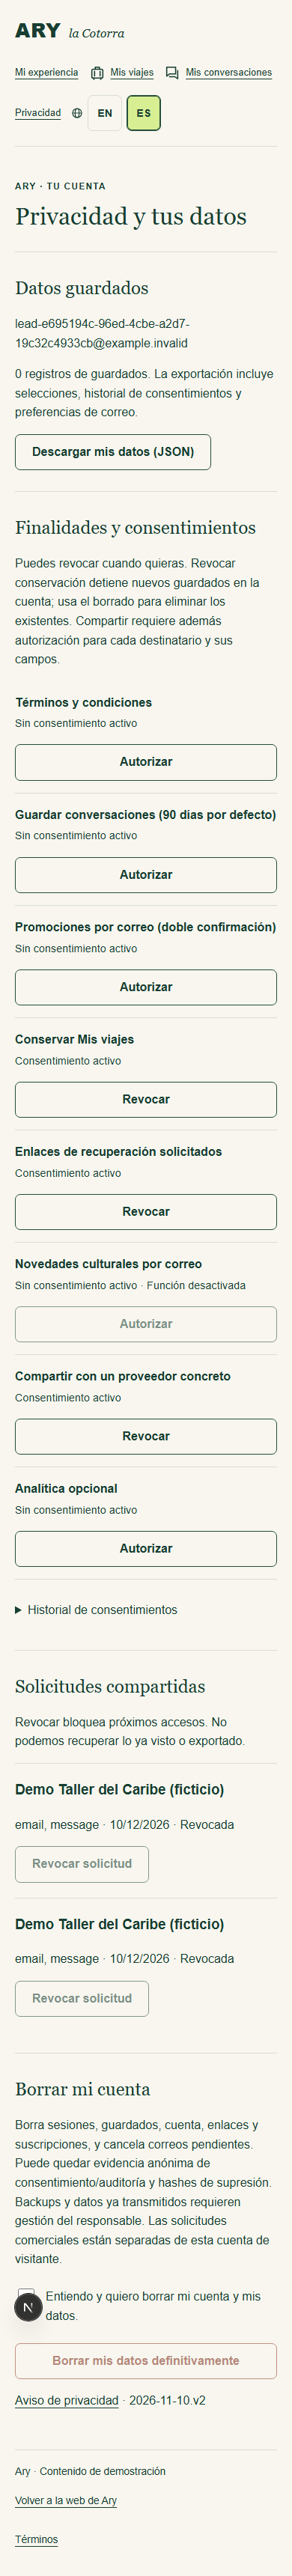 ARY la Cotorra
Mi experiencia Mis viajes Mis conversaciones
Privacidad EN ES
ARY · TU CUENTA
Privacidad y tus datos
Datos guardados
lead-e695194c-96ed-4cbe-a2d7-
19c32c4933cb@example.invalid
0 registros de guardados. La exportación incluye
selecciones, historial de consentimientos y
preferencias de correo.
Descargar mis datos (JSON)
Finalidades y consentimientos
Puedes revocar cuando quieras. Revocar
conservación detiene nuevos guardados en la
cuenta; usa el borrado para eliminar los
existentes. Compartir requiere además
autorización para cada destinatario y sus
campos.
Términos y condiciones
Sin consentimiento activo
Autorizar
Guardar conversaciones (90 dias por defecto)
Sin consentimiento activo
Autorizar
Promociones por correo (doble confirmación)
Sin consentimiento activo
Autorizar
Conservar Mis viajes
Consentimiento activo
Revocar
Enlaces de recuperación solicitados
Consentimiento activo
Revocar
Novedades culturales por correo
Sin consentimiento activo · Función desactivada
Autorizar
Compartir con un proveedor concreto
Consentimiento activo
Revocar
Analítica opcional
Sin consentimiento activo
Autorizar
Historial de consentimientos
Solicitudes compartidas
Revocar bloquea próximos accesos. No
podemos recuperar lo ya visto o exportado.
Demo Taller del Caribe (ficticio)
email, message · 10/12/2026 · Revocada
Revocar solicitud
Demo Taller del Caribe (ficticio)
email, message · 10/12/2026 · Revocada
Revocar solicitud
Borrar mi cuenta
Borra sesiones, guardados, cuenta, enlaces y
suscripciones, y cancela correos pendientes.
Puede quedar evidencia anónima de
consentimiento/auditoría y hashes de supresión.
Backups y datos ya transmitidos requieren
gestión del responsable. Las solicitudes
comerciales están separadas de esta cuenta de
visitante.
Entiendo y quiero borrar mi cuenta y mis
N
datos.
Borrar mis datos definitivamente
Aviso de privacidad · 2026-11-10.v2
Ary · Contenido de demostración
Volver a la web de Ary
Términos